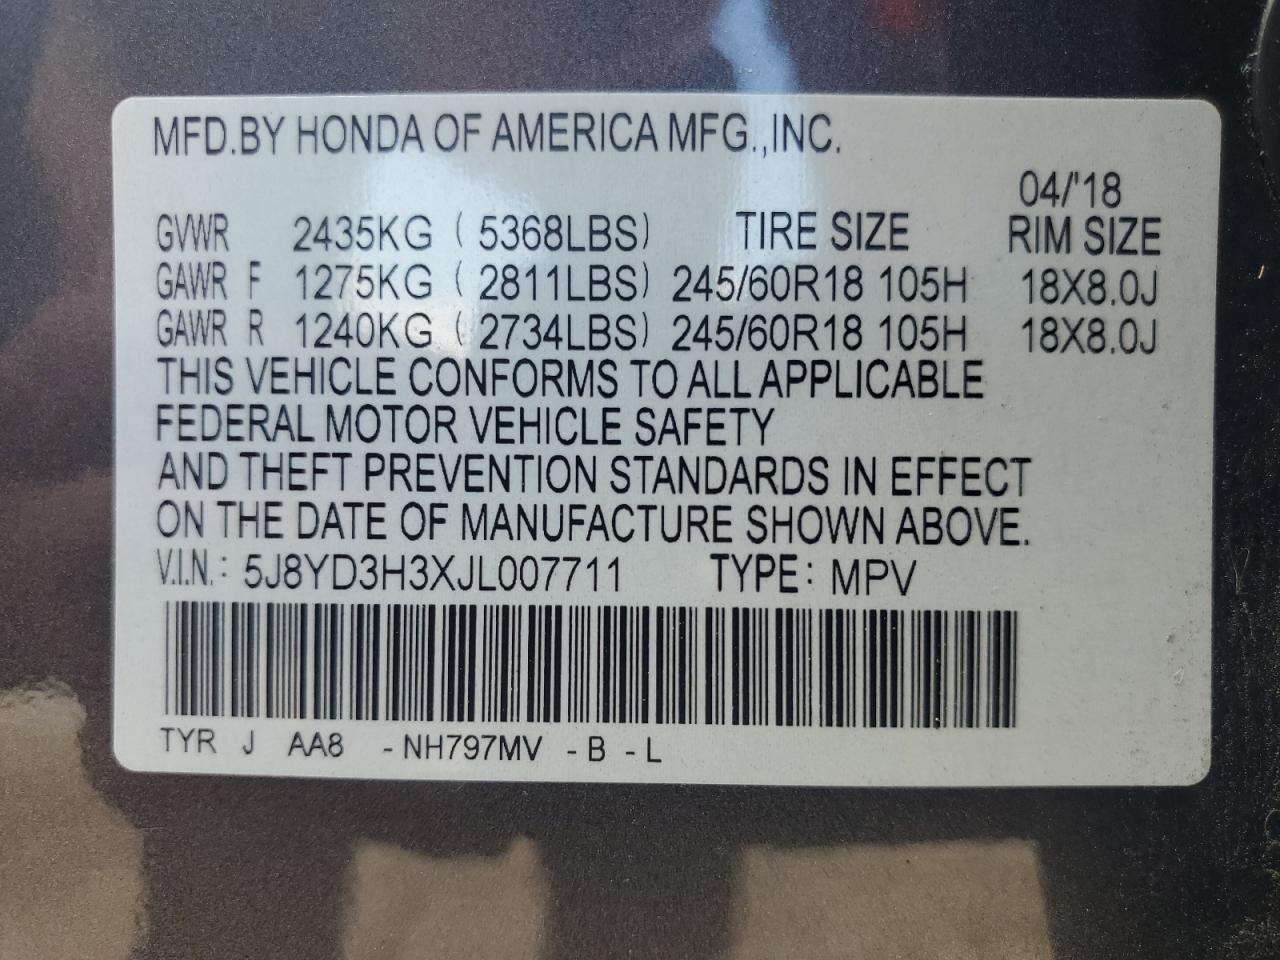 MFD.BY HONDA OF AMERICA MFG.,INC.
04/'18
GVWR 2435KG ( 5368LBS) TIRE SIZE RIM SIZE
GAWR F 1275KG ( 2811LBS) 245/60R18 105H 18X8.0J
GAWR R 1240KG ( 2734LBS) 245/60R18 105H 18X8.0J
THIS VEHICLE CONFORMS TO ALL APPLICABLE
FEDERAL MOTOR VEHICLE SAFETY
AND THEFT PREVENTION STANDARDS IN EFFECT
ON THE DATE OF MANUFACTURE SHOWN ABOVE.
V.I.N.: 5J8YD3H3XJL007711 TYPE: MPV
TYR J AA8 -NH797MV -B -L